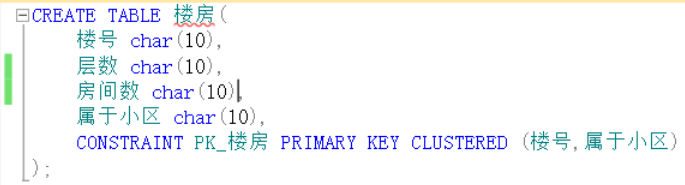 CREATE TABLE 楼房(
楼号 char(10),
层数 char(10),
房间数 char(10),
属于小区 char(10),
CONSTRAINT PK_楼房 PRIMARY KEY CLUSTERED (楼号,属于小区)
);